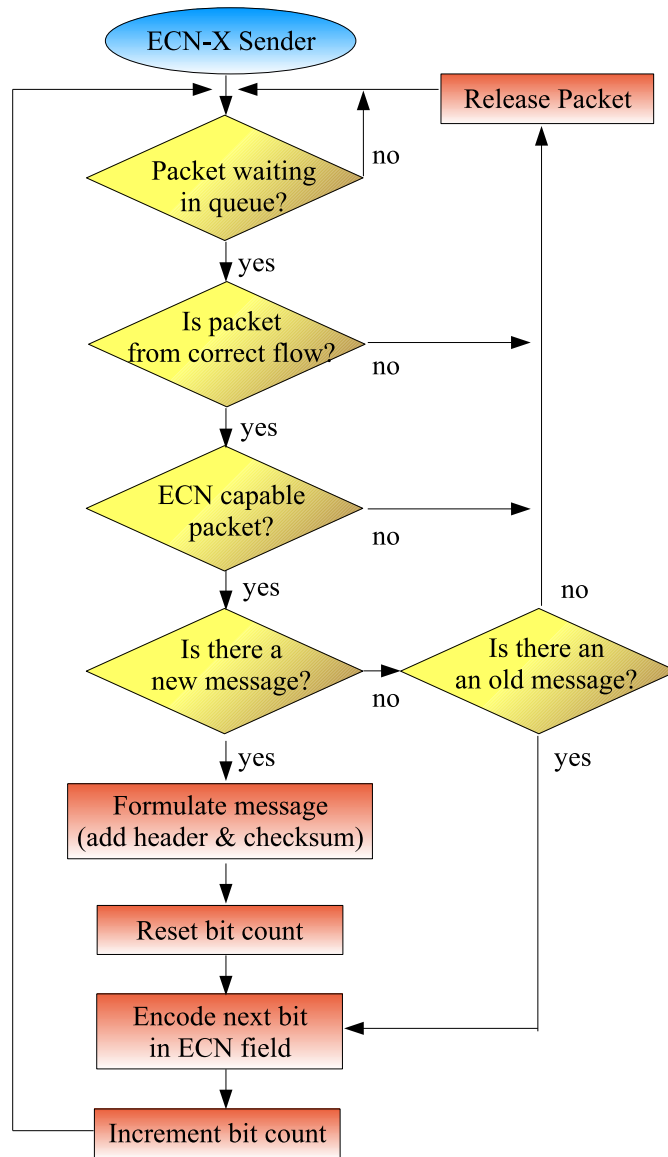 ECN-X Sender
Release Packet
Packet waiting
in queue?
no
yes
Is packet
from correct flow?
no
yes
ECN capable
packet?
no
yes
no
Is there a
new message?
no
Is there an
an old message?
yes
yes
Formulate message
(add header & checksum)
Reset bit count
Encode next bit
in ECN field
Increment bit count